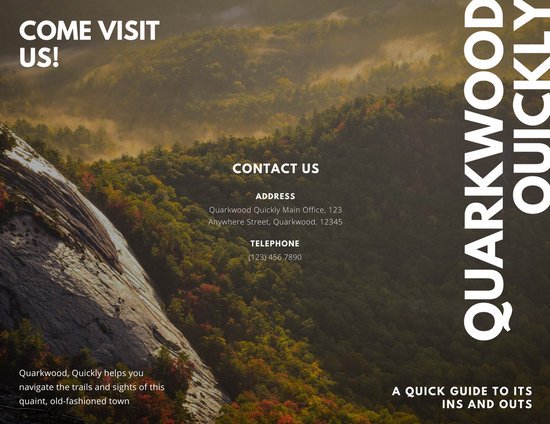 COME VISIT
US!
Quarkwood, Quickly helps you
navigate the trails and sights of this
quaint, old-fashioned town
CONTACT US
ADDRESS
Quarkwood Quickly Main Office, 123
Anywhere Street, Quarkwood, 12345
TELEPHONE
(123) 456 7890
QUARKWOOD
QUICKLY
A QUICK GUIDE TO ITS
INS AND OUTS